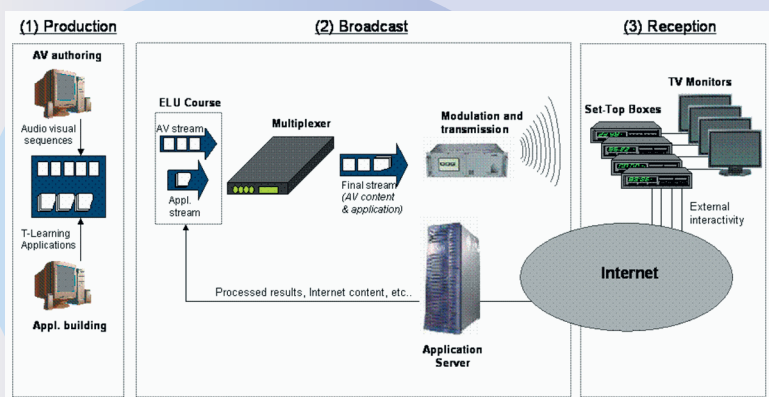 (1) Production
AV authoring
Audio visual
sequences
T-Learning
Applications
Appl. building
(2) Broadcast
ELU Course
AV stream
Appl.
stream
Multiplexer
Final stream
(AV content
& application)
Modulation and
transmission
Processed results, Internet content, etc..
Application
Server
(3) Reception
TV Monitors
Set-Top Boxes
External
interactivity
Internet